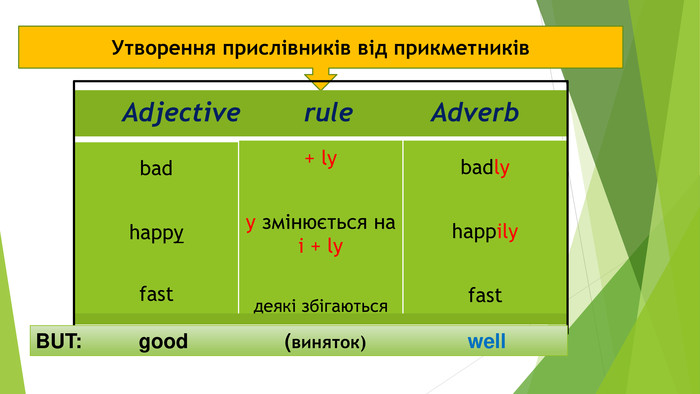 Утворення прислівників від прикметників
Adjective rule Adverb
bad + ly badly
happy y змінюється на i + ly happily
fast деякі збігаються fast
BUT: good (виняток) well